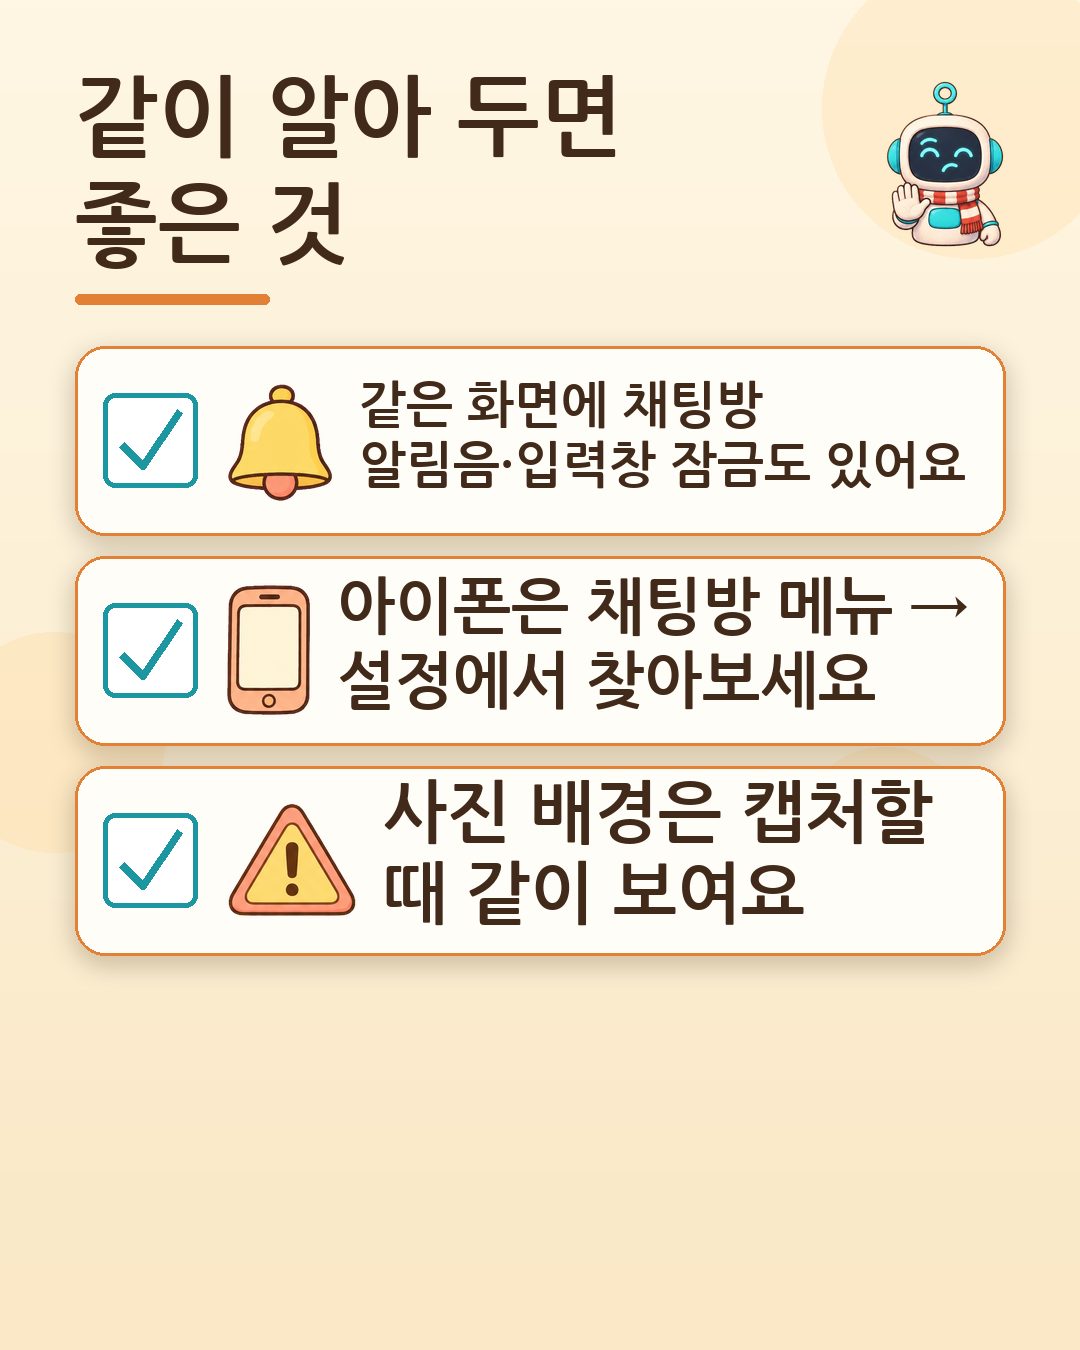 같이 알아 두면
좋은 것
같은 화면에 채팅방
알림음·입력창 잠금도 있어요
아이폰은 채팅방 메뉴 →
설정에서 찾아보세요
사진 배경은 캡처할
때 같이 보여요